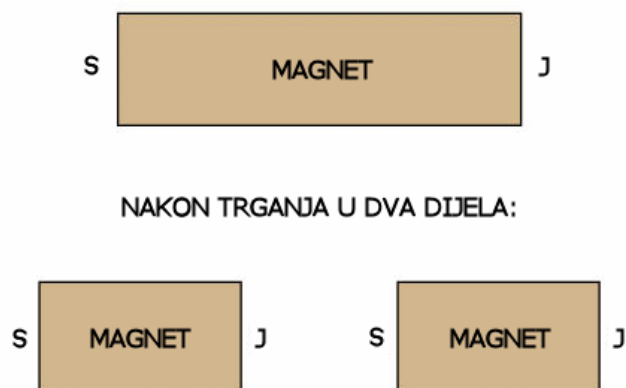 S MAGNET J
NAKON TRGANJA U DVA DIJELA:
S MAGNET J S MAGNET J